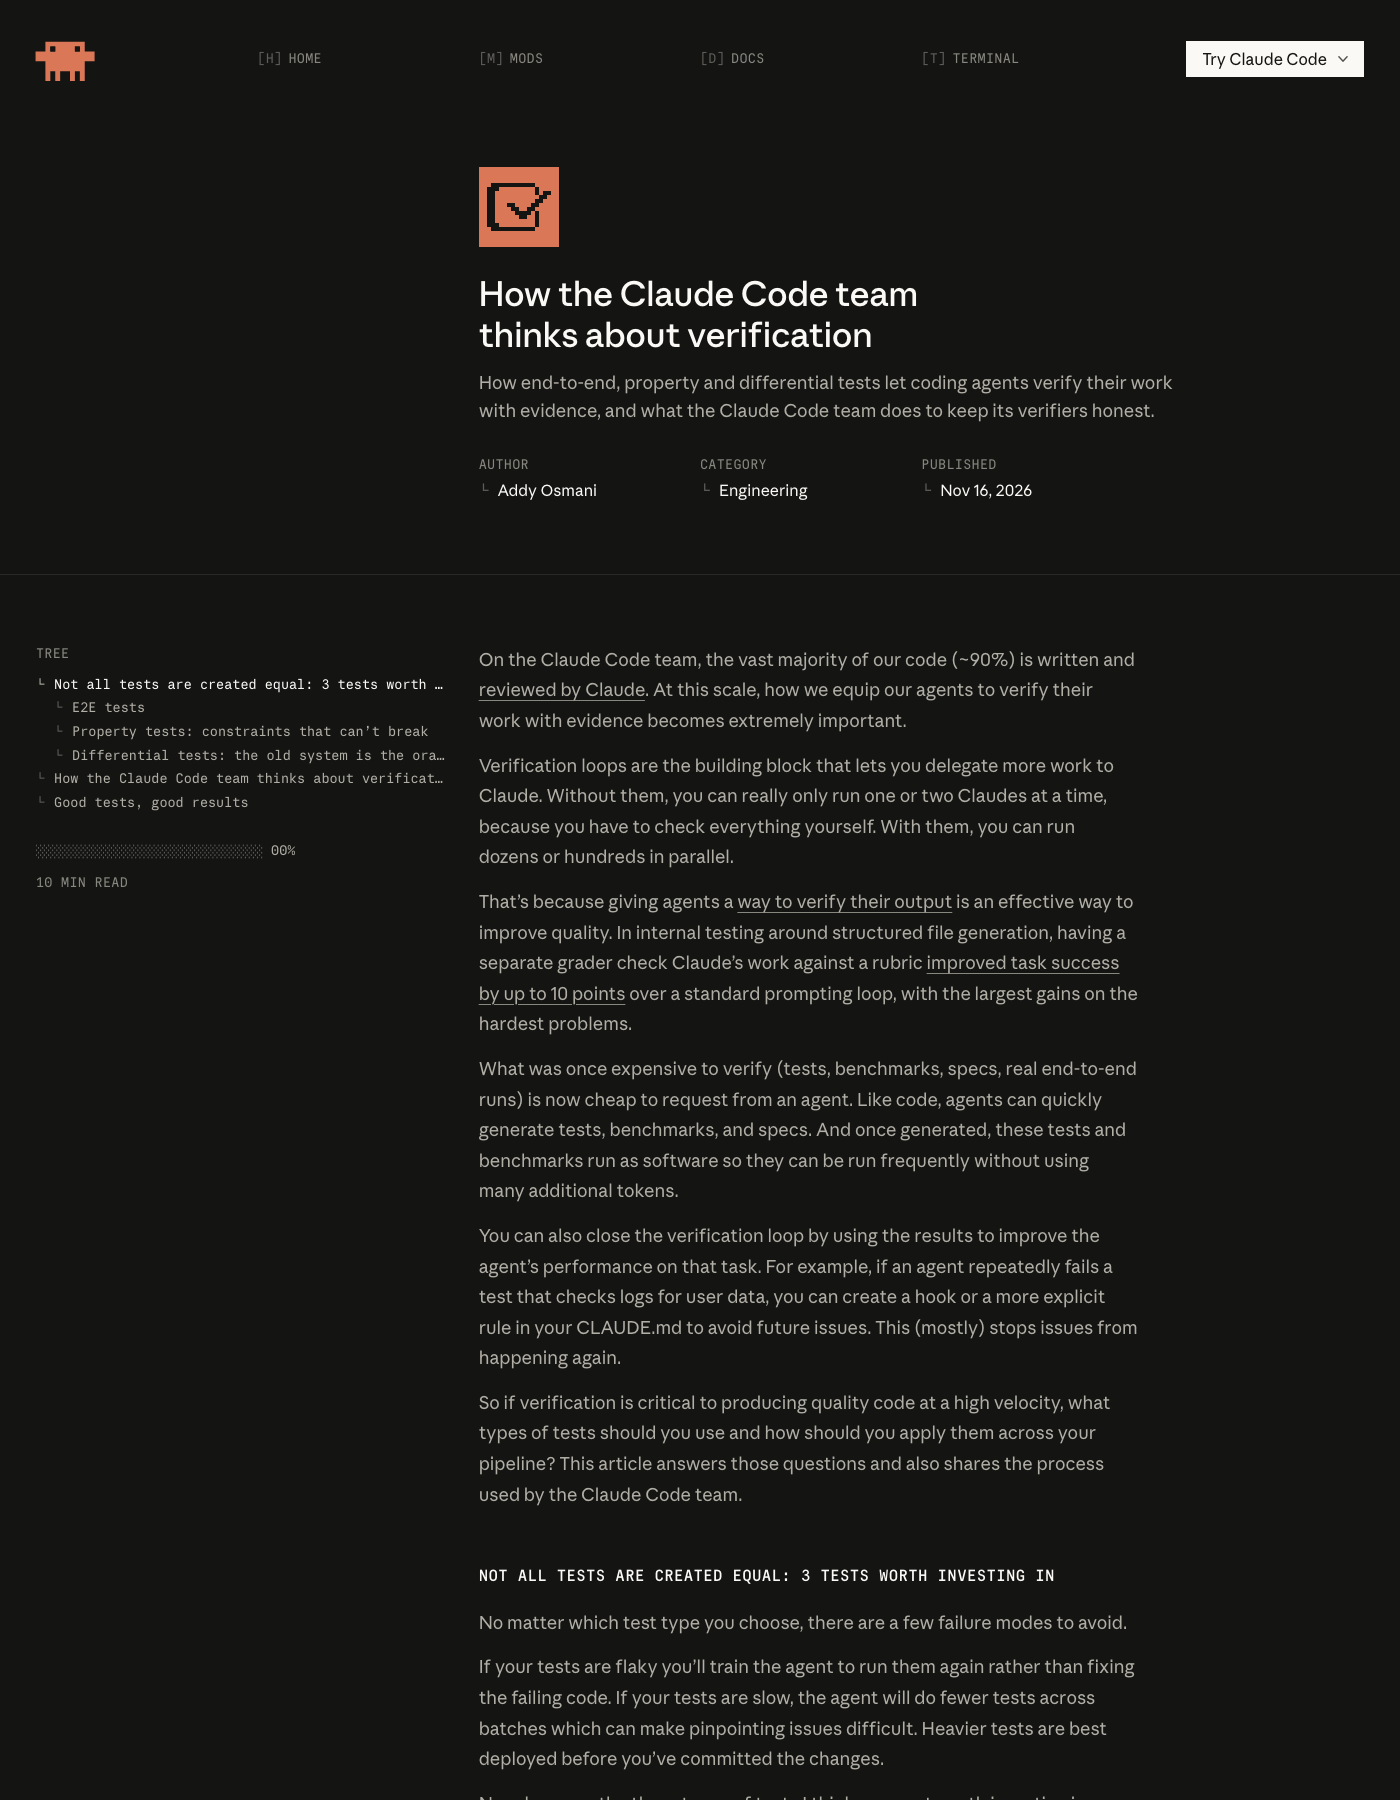 [H] HOME
[M] MODS
[D] DOCS
[T] TERMINAL
Try Claude Code
How the Claude Code team
thinks about verification
How end-to-end, property and differential tests let coding agents verify their work
with evidence, and what the Claude Code team does to keep its verifiers honest.
AUTHOR
Addy Osmani
CATEGORY
Engineering
PUBLISHED
Nov 16, 2026
TREE
└ Not all tests are created equal: 3 tests worth …
└ E2E tests
└ Property tests: constraints that can’t break
└ Differential tests: the old system is the ora…
└ How the Claude Code team thinks about verificat…
└ Good tests, good results
00%
10 MIN READ
On the Claude Code team, the vast majority of our code (~90%) is written and
reviewed by Claude. At this scale, how we equip our agents to verify their
work with evidence becomes extremely important.
Verification loops are the building block that lets you delegate more work to
Claude. Without them, you can really only run one or two Claudes at a time,
because you have to check everything yourself. With them, you can run
dozens or hundreds in parallel.
That’s because giving agents a way to verify their output is an effective way to
improve quality. In internal testing around structured file generation, having a
separate grader check Claude’s work against a rubric improved task success
by up to 10 points over a standard prompting loop, with the largest gains on the
hardest problems.
What was once expensive to verify (tests, benchmarks, specs, real end-to-end
runs) is now cheap to request from an agent. Like code, agents can quickly
generate tests, benchmarks, and specs. And once generated, these tests and
benchmarks run as software so they can be run frequently without using
many additional tokens.
You can also close the verification loop by using the results to improve the
agent’s performance on that task. For example, if an agent repeatedly fails a
test that checks logs for user data, you can create a hook or a more explicit
rule in your CLAUDE.md to avoid future issues. This (mostly) stops issues from
happening again.
So if verification is critical to producing quality code at a high velocity, what
types of tests should you use and how should you apply them across your
pipeline? This article answers those questions and also shares the process
used by the Claude Code team.
NOT ALL TESTS ARE CREATED EQUAL: 3 TESTS WORTH INVESTING IN
No matter which test type you choose, there are a few failure modes to avoid.
If your tests are flaky you’ll train the agent to run them again rather than fixing
the failing code. If your tests are slow, the agent will do fewer tests across
batches which can make pinpointing issues difficult. Heavier tests are best
deployed before you’ve committed the changes.